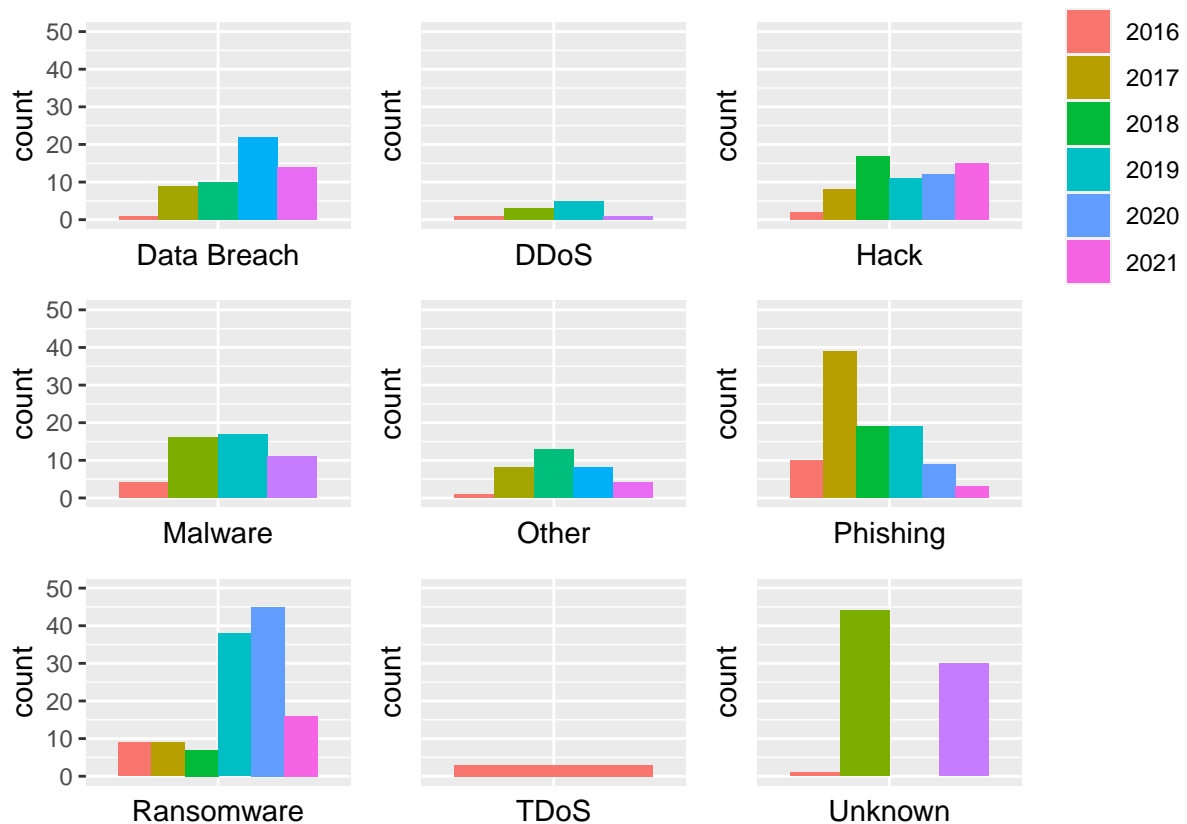 50
40
30
20
10
0
count
Data Breach
count
DDoS
count
Hack
2016
2017
2018
2019
2020
2021
50
40
30
20
10
0
count
Malware
count
Other
count
Phishing
50
40
30
20
10
0
count
Ransomware
count
TDoS
count
Unknown